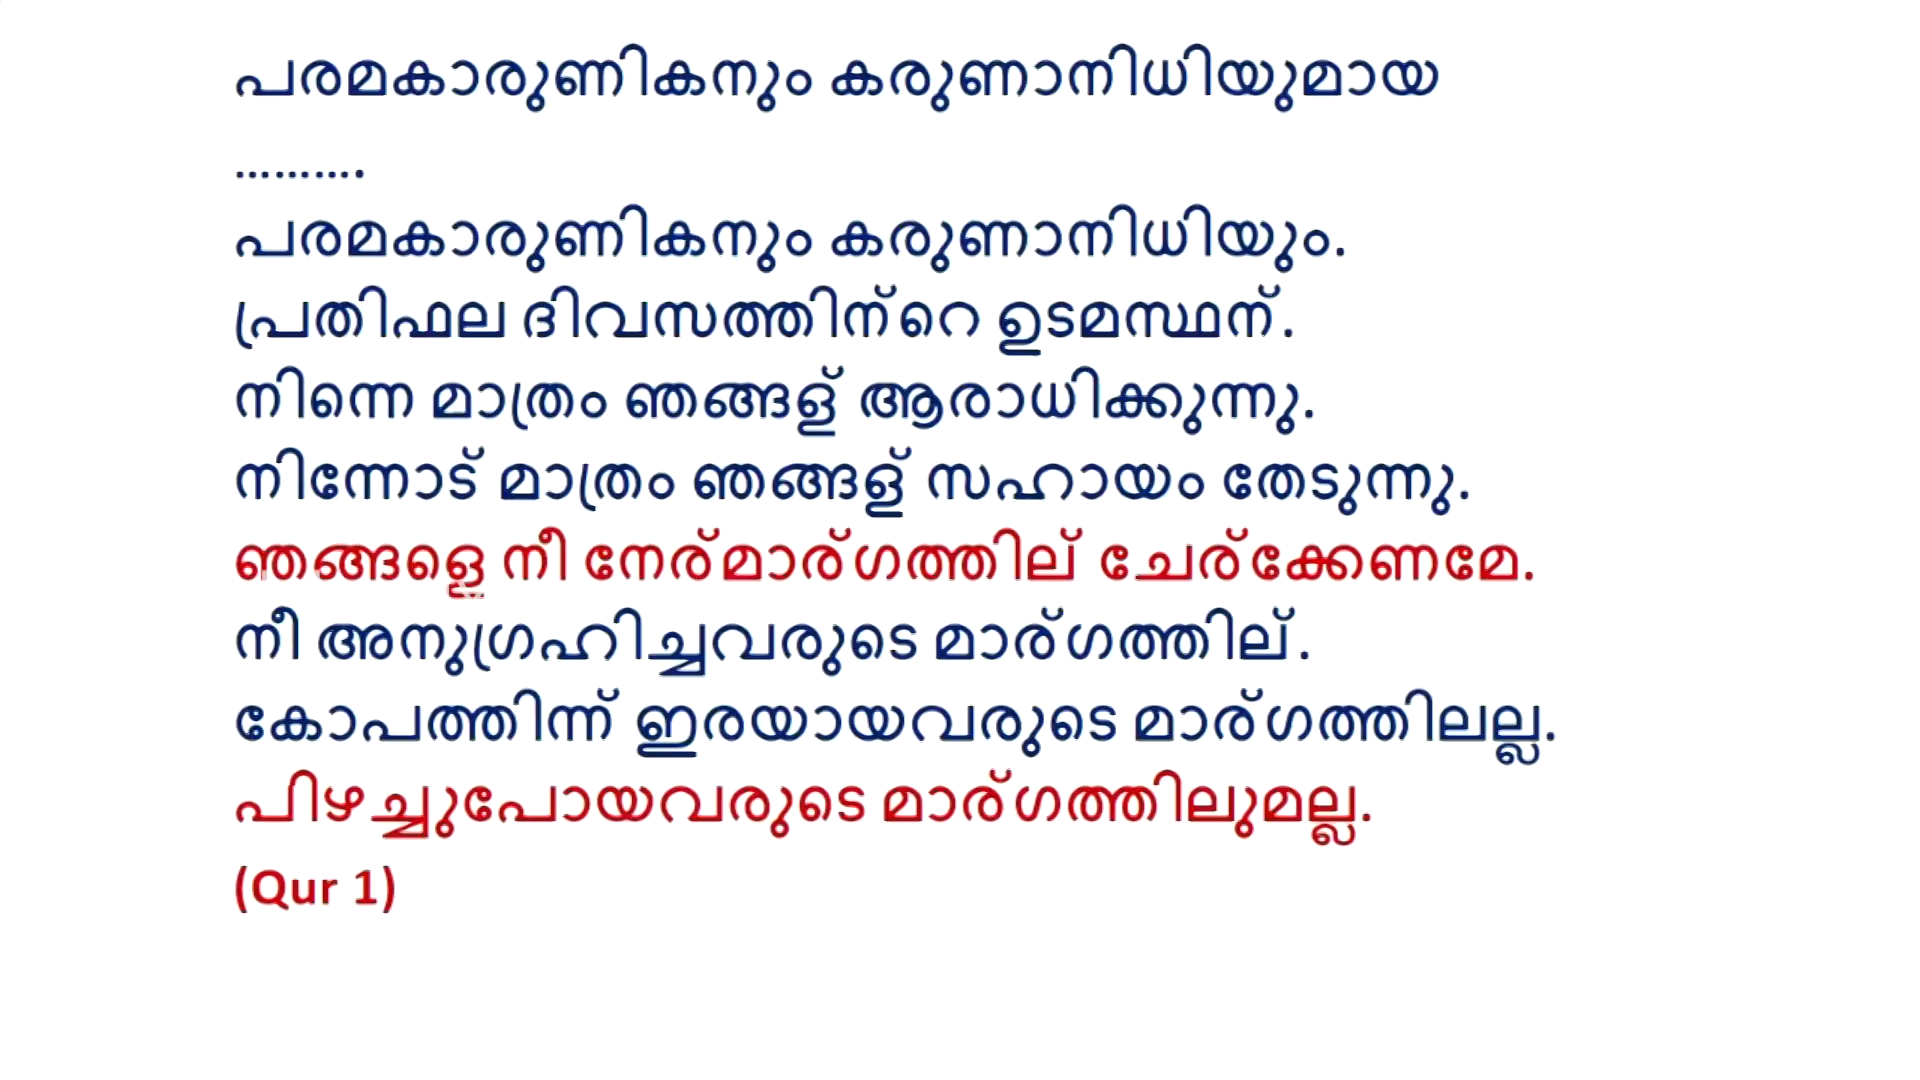 പരമകാരുണികനും കരുണാനിധിയുമായ
……….
പരമകാരുണികനും കരുണാനിധിയും.
പ്രതിഫല ദിവസത്തിന്‌റെ ഉടമസ്ഥന്.
നിന്നെ മാത്രം ഞങ്ങള് ആരാധിക്കുന്നു.
നിന്നോട് മാത്രം ഞങ്ങള് സഹായം തേടുന്നു.
ഞങ്ങളെ നീ നേര്‌മാര്‌ഗത്തില് ചേര്‌ക്കേണമേ.
നീ അനുഗ്രഹിച്ചവരുടെ മാര്‌ഗത്തില്.
കോപത്തിന്ന് ഇരയായവരുടെ മാര്‌ഗത്തിലല്ല.
പിഴച്ചുപോയവരുടെ മാര്‌ഗത്തിലുമല്ല.
(Qur 1)